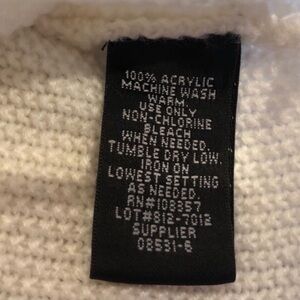 100% ACRYLIC
MACHINE WASH
WARM.
USE ONLY
NON-CHLORINE
BLEACH
WHEN NEEDED.
TUMBLE DRY LOW.
IRON ON
LOWEST SETTING
AS NEEDED.
RN#108357
LOT#812-7012
SUPPLIER
08531-6